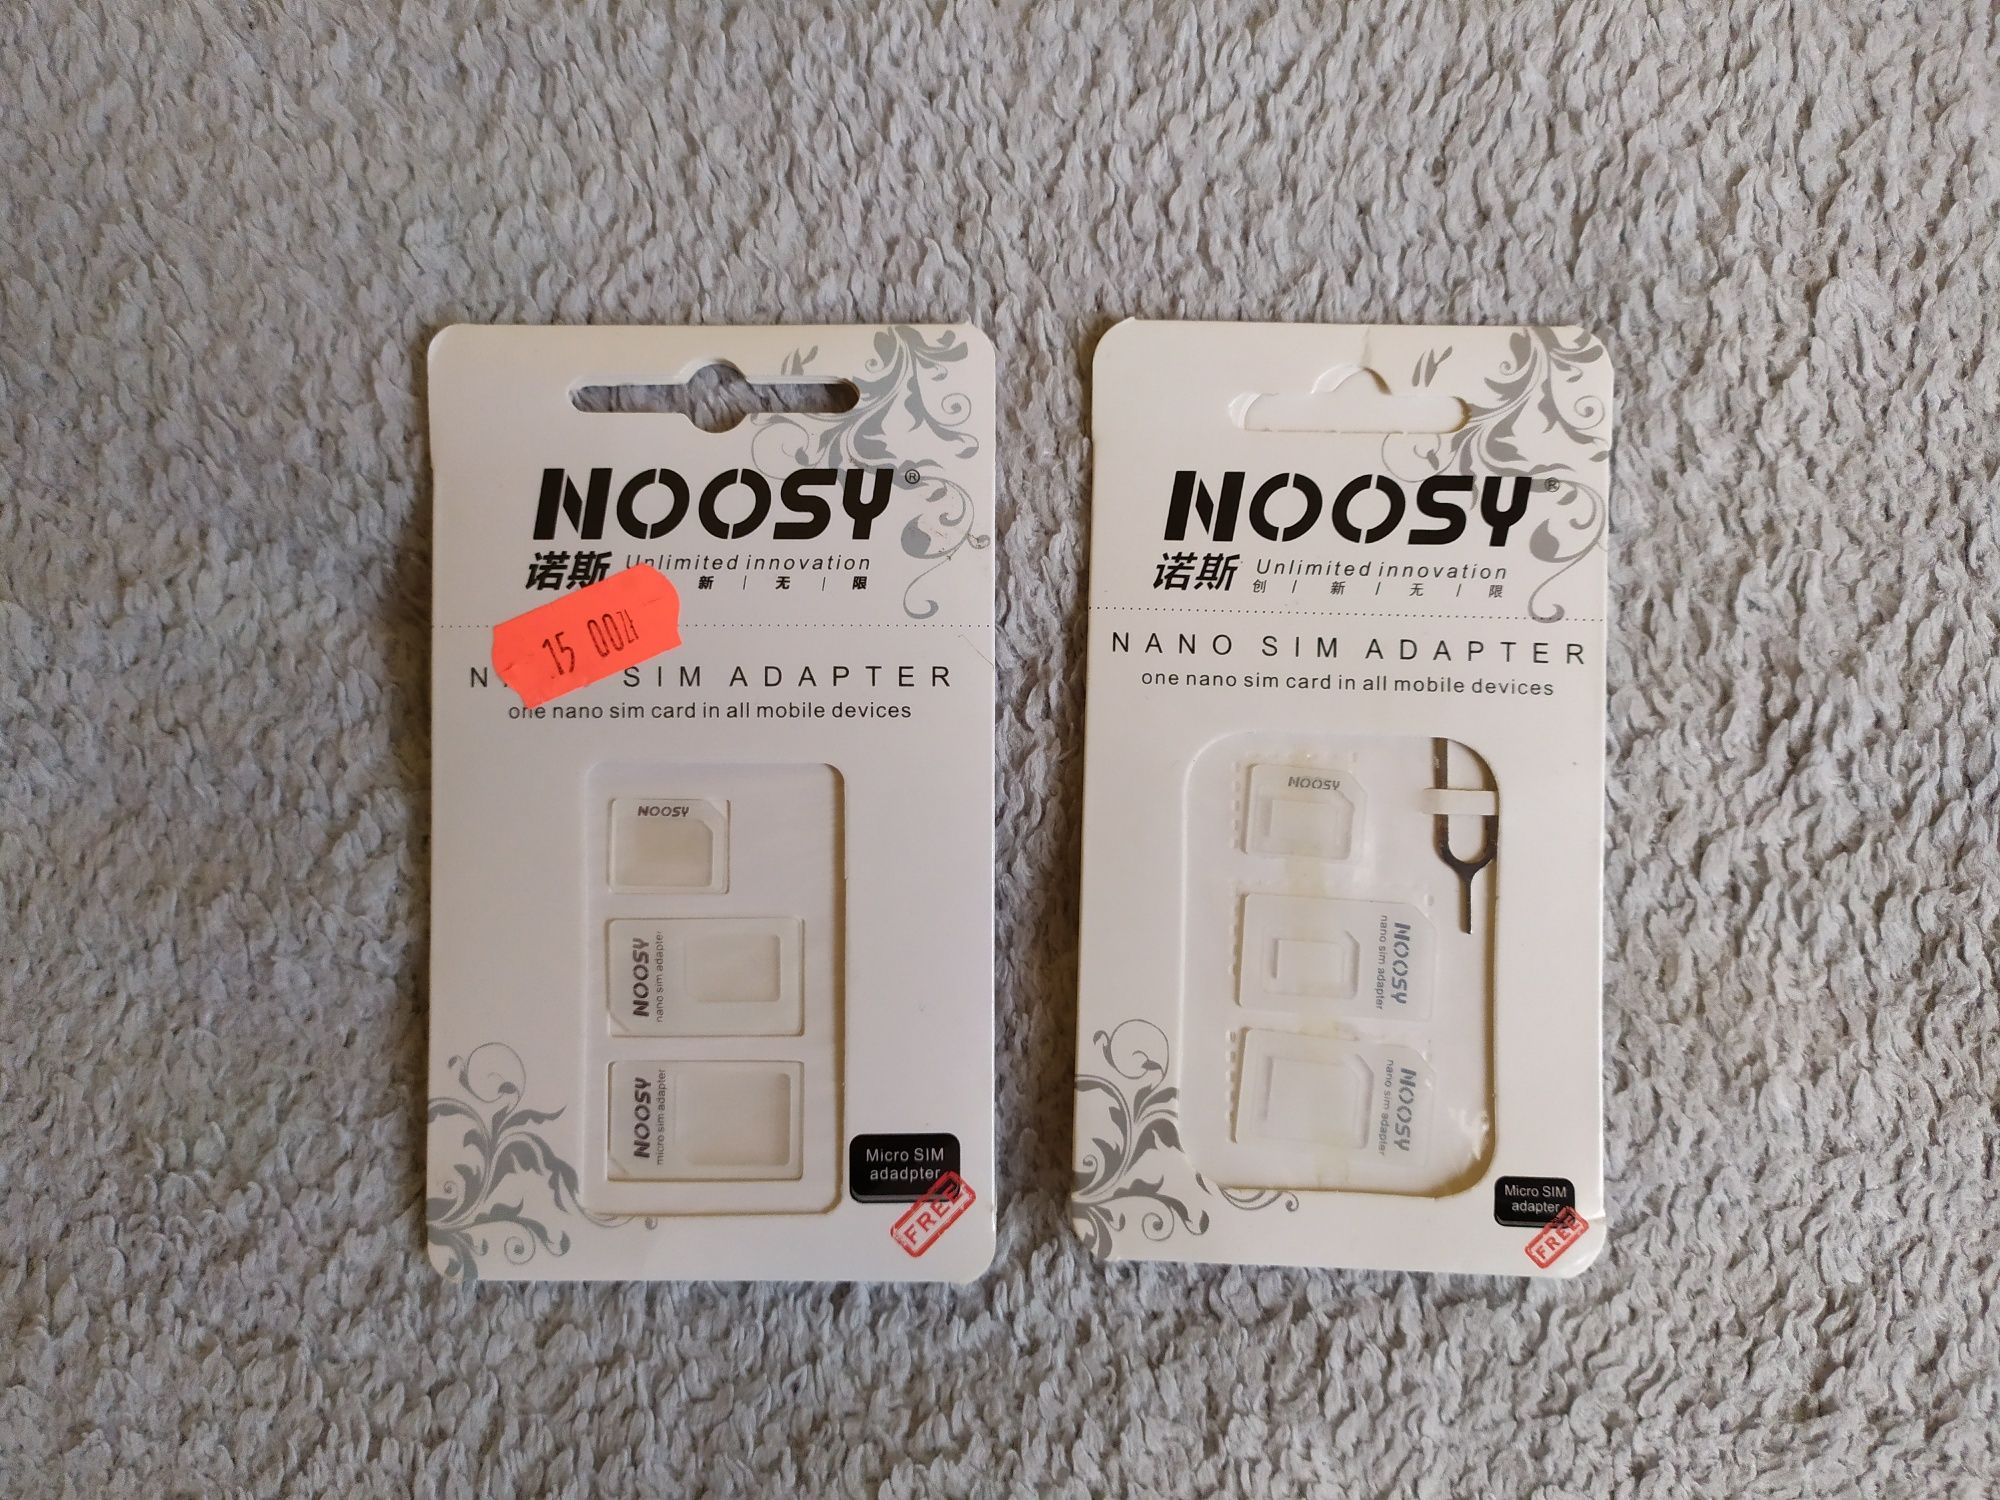 NOOSY®
诺斯 Unlimited innovation
新 | 无 | 限
15 00zł
SIM ADAPTER
one nano sim card in all mobile devices
NOOSY
NOOSY
nano sim adapter
NOOSY
micro sim adapter
Micro SIM
adadpter
FREE
NOOSY®
诺斯 Unlimited innovation
创 | 新 | 无 | 限
NANO SIM ADAPTER
one nano sim card in all mobile devices
NOOSY
NOOSY
nano sim adapter
NOOSY
nano sim adapter
Micro SIM
adapter
FREE